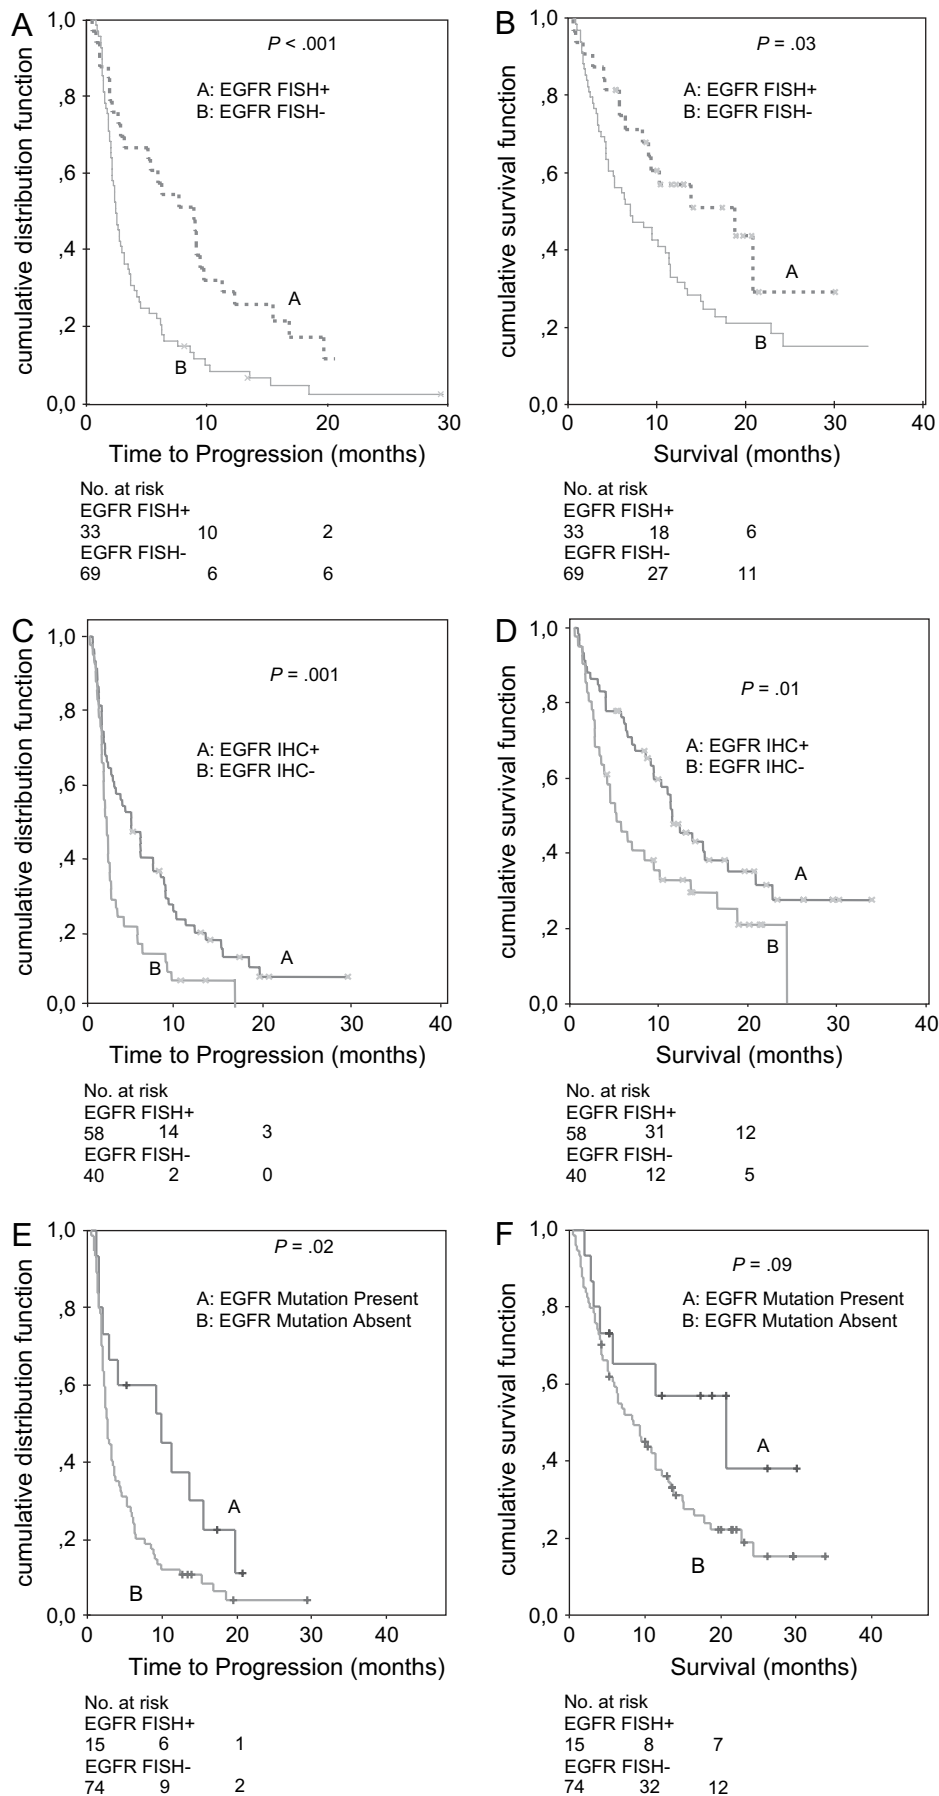 A
cumulative distribution function
1,0
,8
,6
,4
,2
0,0
P < .001
A: EGFR FISH+
B: EGFR FISH-
A
B
0 10 20 30
Time to Progression (months)
No. at risk
EGFR FISH+
33 10 2
EGFR FISH-
69 6 6
B
cumulative survival function
1,0
,8
,6
,4
,2
0,0
P = .03
A: EGFR FISH+
B: EGFR FISH-
A
B
0 10 20 30 40
Survival (months)
No. at risk
EGFR FISH+
33 18 6
EGFR FISH-
69 27 11
C
cumulative distribution function
1,0
,8
,6
,4
,2
0,0
P = .001
A: EGFR IHC+
B: EGFR IHC-
A
B
0 10 20 30 40
Time to Progression (months)
No. at risk
EGFR FISH+
58 14 3
EGFR FISH-
40 2 0
D
cumulative survival function
1,0
,8
,6
,4
,2
0,0
P = .01
A: EGFR IHC+
B: EGFR IHC-
A
B
0 10 20 30 40
Survival (months)
No. at risk
EGFR FISH+
58 31 12
EGFR FISH-
40 12 5
E
cumulative distribution function
1,0
,8
,6
,4
,2
0,0
P = .02
A: EGFR Mutation Present
B: EGFR Mutation Absent
A
B
0 10 20 30 40
Time to Progression (months)
No. at risk
EGFR FISH+
15 6 1
EGFR FISH-
74 9 2
F
cumulative survival function
1,0
,8
,6
,4
,2
0,0
P = .09
A: EGFR Mutation Present
B: EGFR Mutation Absent
A
B
0 10 20 30 40
Survival (months)
No. at risk
EGFR FISH+
15 8 7
EGFR FISH-
74 32 12